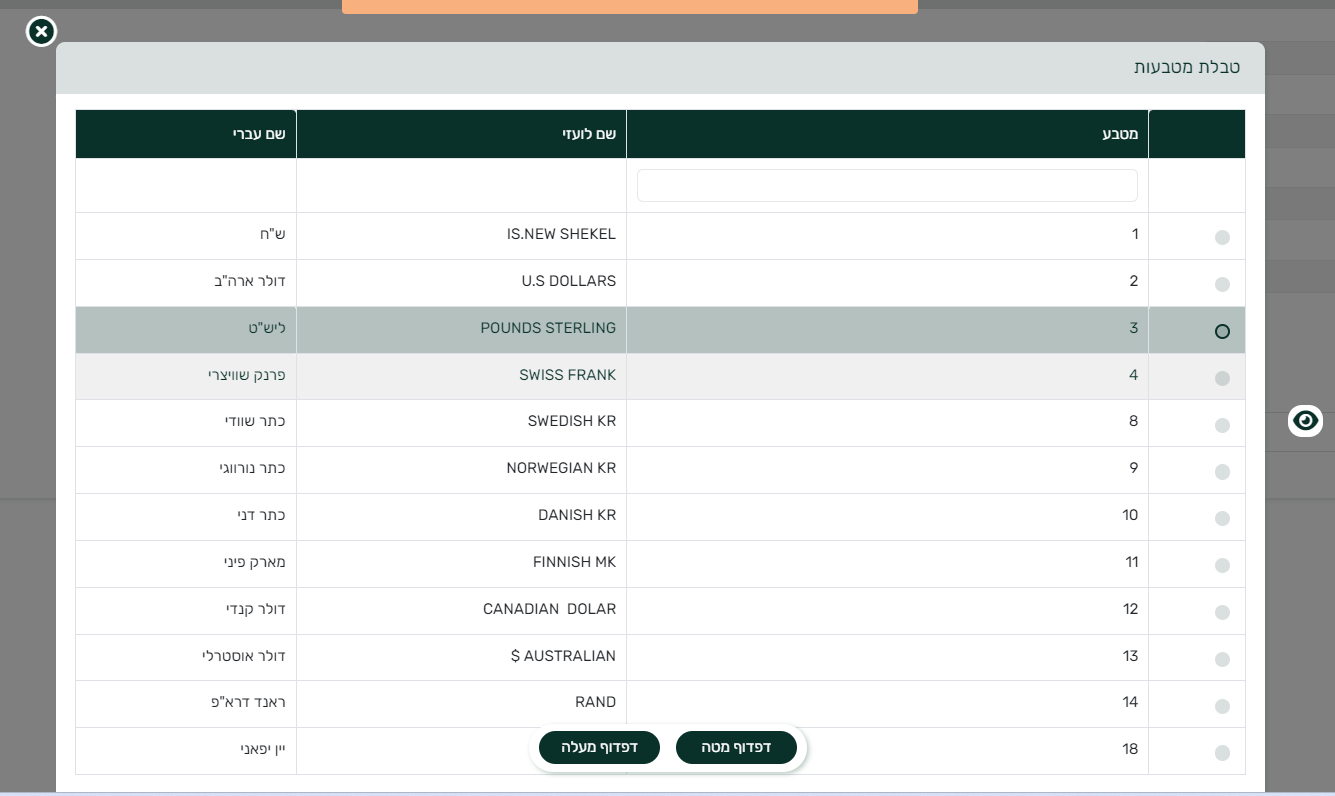 טבלת מטבעות
מטבע שם לועזי שם עברי
1 IS.NEW SHEKEL ש"ח
2 U.S DOLLARS דולר ארה"ב
3 POUNDS STERLING ליש"ט
4 SWISS FRANK פרנק שוויצרי
8 SWEDISH KR כתר שוודי
9 NORWEGIAN KR כתר נורווגי
10 DANISH KR כתר דני
11 FINNISH MK מארק פיני
12 CANADIAN  DOLAR דולר קנדי
13 $ AUSTRALIAN דולר אוסטרלי
14 RAND ראנד דרא"פ
18 יין יפאני
דפדוף מטה דפדוף מעלה